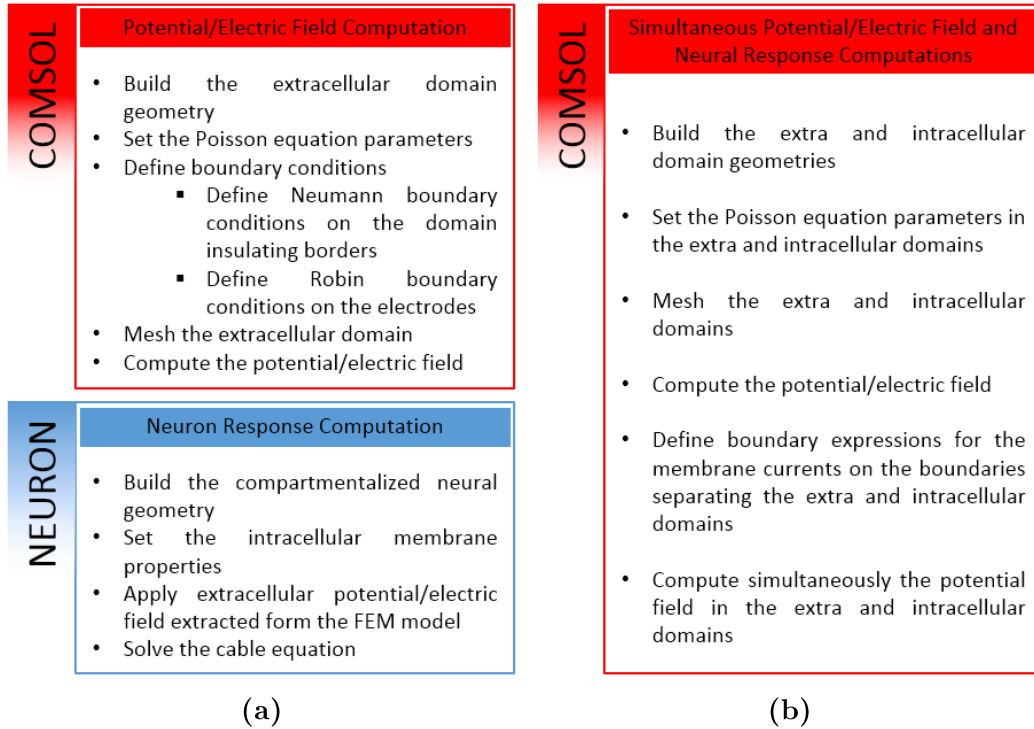 COMSOL
Potential/Electric Field Computation
• Build the extracellular domain
geometry
• Set the Poisson equation parameters
• Define boundary conditions
▪ Define Neumann boundary
conditions on the domain
insulating borders
▪ Define Robin boundary
conditions on the electrodes
• Mesh the extracellular domain
• Compute the potential/electric field
NEURON
Neuron Response Computation
• Build the compartmentalized neural
geometry
• Set the intracellular membrane
properties
• Apply extracellular potential/electric
field extracted form the FEM model
• Solve the cable equation
(a)
COMSOL
Simultaneous Potential/Electric Field and
Neural Response Computations
• Build the extra and intracellular
domain geometries
• Set the Poisson equation parameters in
the extra and intracellular domains
• Mesh the extra and intracellular
domains
• Compute the potential/electric field
• Define boundary expressions for the
membrane currents on the boundaries
separating the extra and intracellular
domains
• Compute simultaneously the potential
field in the extra and intracellular
domains
(b)